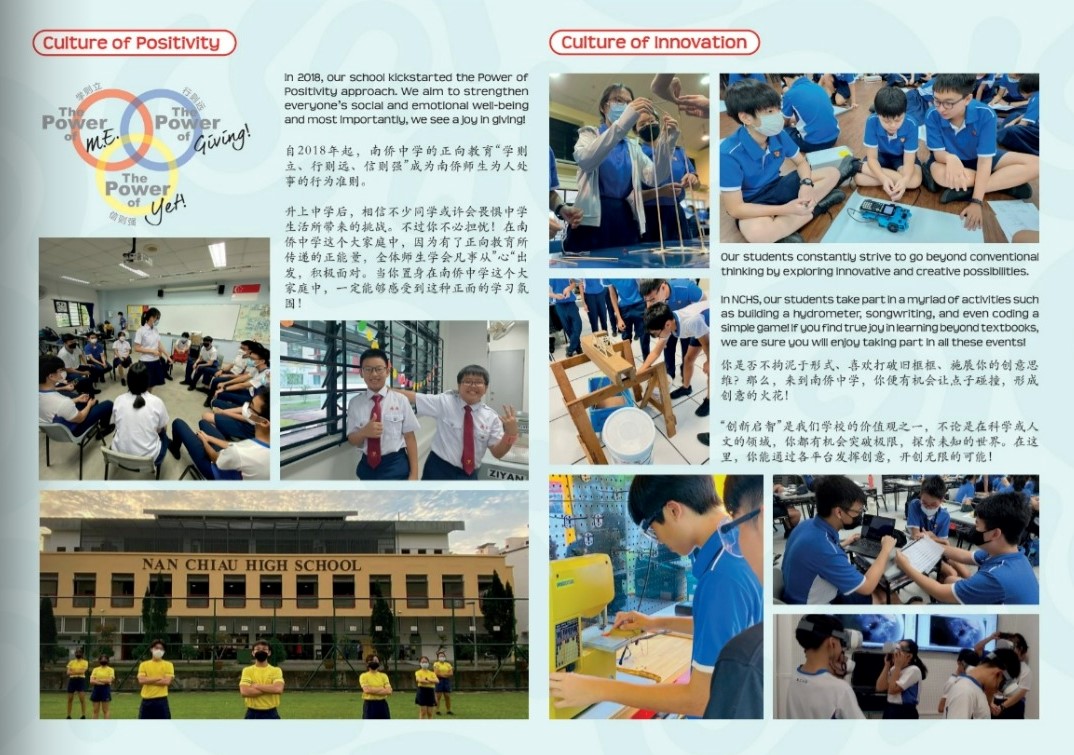 Culture of Positivity
学则立
The
Power
of
M.E.
行则远
The
Power
of
Giving!
The
Power
of
Yet!
信则强
In 2018, our school kickstarted the Power of
Positivity approach. We aim to strengthen
everyone's social and emotional well-being
and most importantly, we see a joy in giving!
自2018年起，南侨中学的正向教育“学则
立、行则远、信则强”成为南侨师生为人处
事的行为准则。
升上中学后，相信不少同学或许会畏惧中学
生活所带来的挑战。不过你不必担忧！在南
侨中学这个大家庭中，因为有了正向教育所
传递的正能量，全体师生学会凡事从”心“出
发，积极面对。当你置身在南侨中学这个大
家庭中，一定能够感受到这种正面的学习氛
围！
ZIYAN
NAN CHIAU HIGH SCHOOL
Culture of Innovation
Our students constantly strive to go beyond conventional
thinking by exploring innovative and creative possibilities.
In NCHS, our students take part in a myriad of activities such
as building a hydrometer, songwriting, and even coding a
simple game! If you find true joy in learning beyond textbooks,
we are sure you will enjoy taking part in all these events!
你是否不拘泥于形式、喜欢打破旧框框、施展你的创意思
维？那么，来到南侨中学，你便有机会让点子碰撞，形成
创意的火花！
“创新启智”是我们学校的价值观之一，不论是在科学或人
文的领域，你都有机会突破极限，探索未知的世界。在这
里，你能通过各平台发挥创意，开创无限的可能！